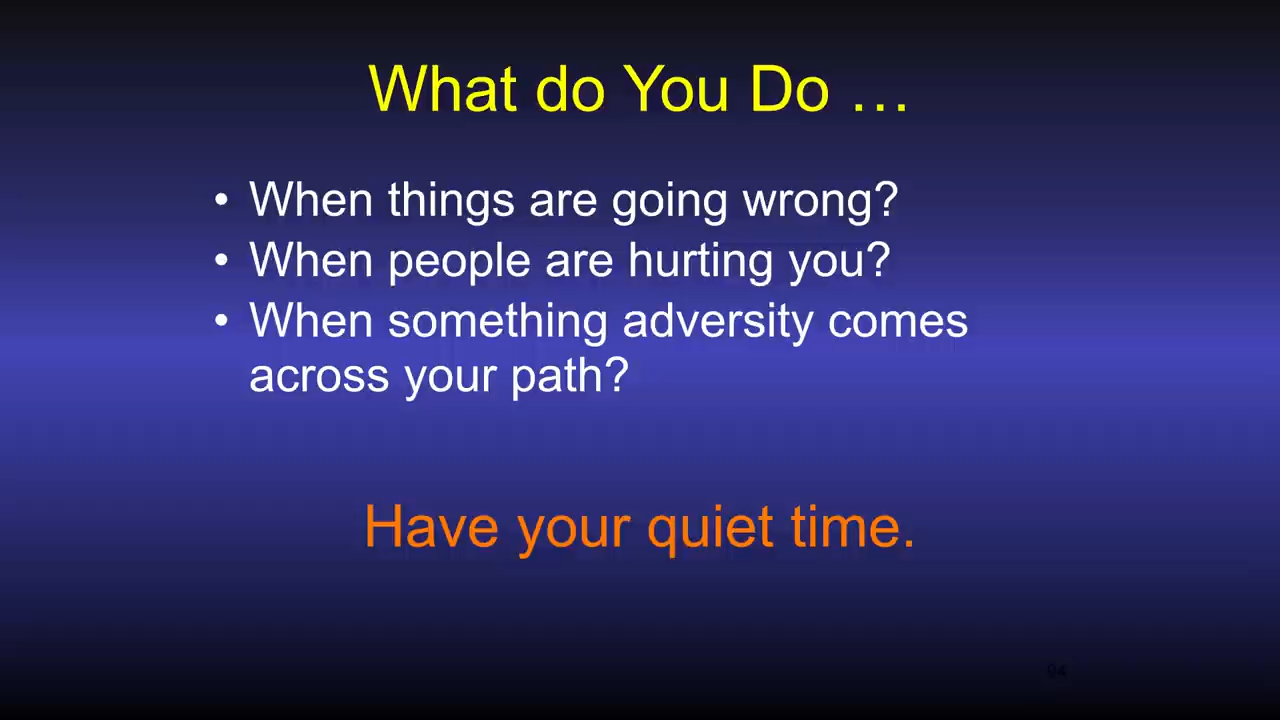 What do You Do …
• When things are going wrong?
• When people are hurting you?
• When something adversity comes
across your path?
Have your quiet time.
94